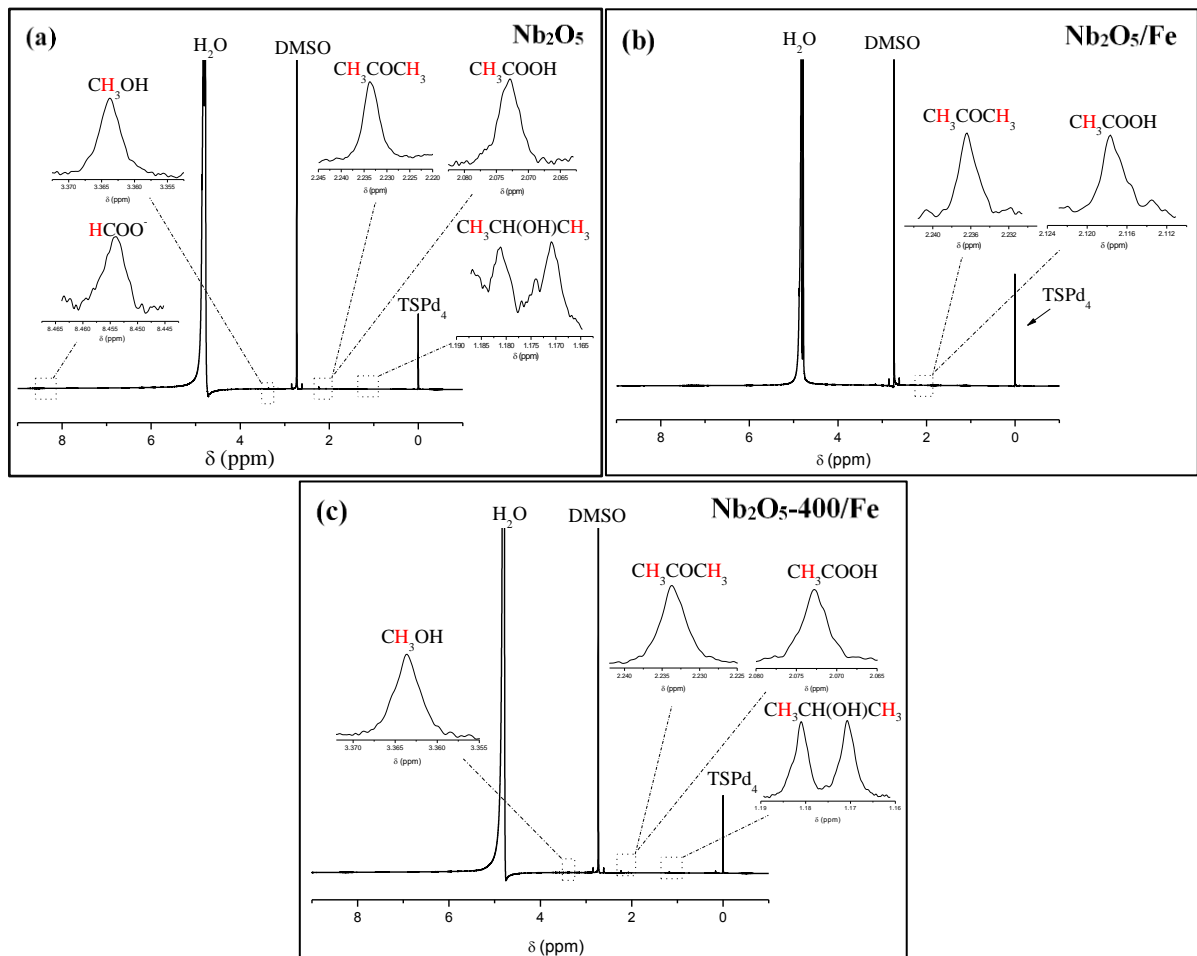 (a)
Nb₂O₅
H₂O
DMSO
CH₃OH
3.370 3.365 3.360 3.355
δ (ppm)
CH₃COCH₃
2.245 2.240 2.235 2.230 2.225 2.220
δ (ppm)
CH₃COOH
2.080 2.075 2.070 2.065
δ (ppm)
HCOO⁻
8.465 8.460 8.455 8.450 8.445
δ (ppm)
CH₃CH(OH)CH₃
1.190 1.185 1.180 1.175 1.170 1.165
δ (ppm)
TSPd₄
8 6 4 2 0
δ (ppm)
(b)
Nb₂O₅/Fe
H₂O
DMSO
CH₃COCH₃
2.240 2.236 2.232
δ (ppm)
CH₃COOH
2.124 2.120 2.116 2.112
δ (ppm)
TSPd₄
8 6 4 2 0
δ (ppm)
(c)
Nb₂O₅-400/Fe
H₂O
DMSO
CH₃OH
3.370 3.365 3.360 3.355
δ (ppm)
CH₃COCH₃
2.240 2.235 2.230 2.225
δ (ppm)
CH₃COOH
2.080 2.075 2.070 2.065
δ (ppm)
CH₃CH(OH)CH₃
1.19 1.18 1.17 1.16
δ (ppm)
TSPd₄
8 6 4 2 0
δ (ppm)